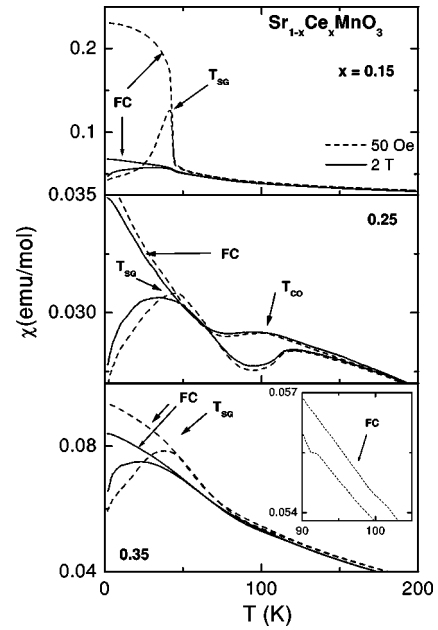 Sr1-xCexMnO3
0.2
x = 0.15
TSG
FC
0.1
50 Oe
2 T
0.035
0.25
FC
TSG
TCO
χ(emu/mol)
0.030
FC
TSG
0.057
FC
0.08
0.054
90 100
0.35
0.04
0 50 100 150 200
T (K)